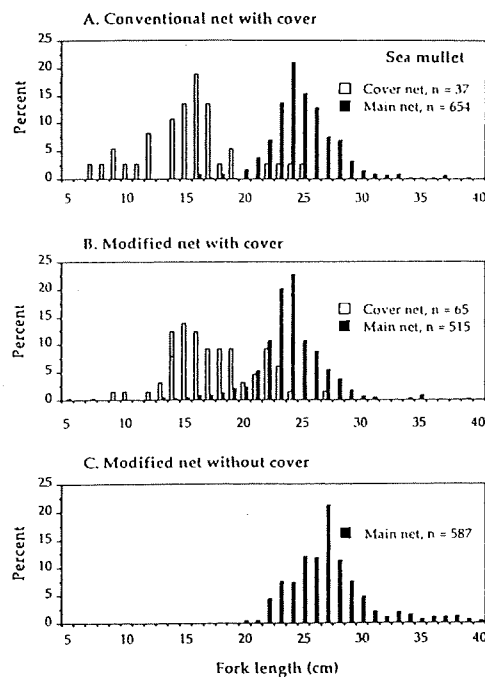 A. Conventional net with cover
25
20
15
10
5
0
Percent
Sea mullet
Cover net, n = 37
Main net, n = 654
5 10 15 20 25 30 35 40
B. Modified net with cover
25
20
15
10
5
0
Percent
Cover net, n = 65
Main net, n = 515
5 10 15 20 25 30 35 40
C. Modified net without cover
25
20
15
10
5
0
Percent
Main net, n = 587
5 10 15 20 25 30 35 40
Fork length (cm)